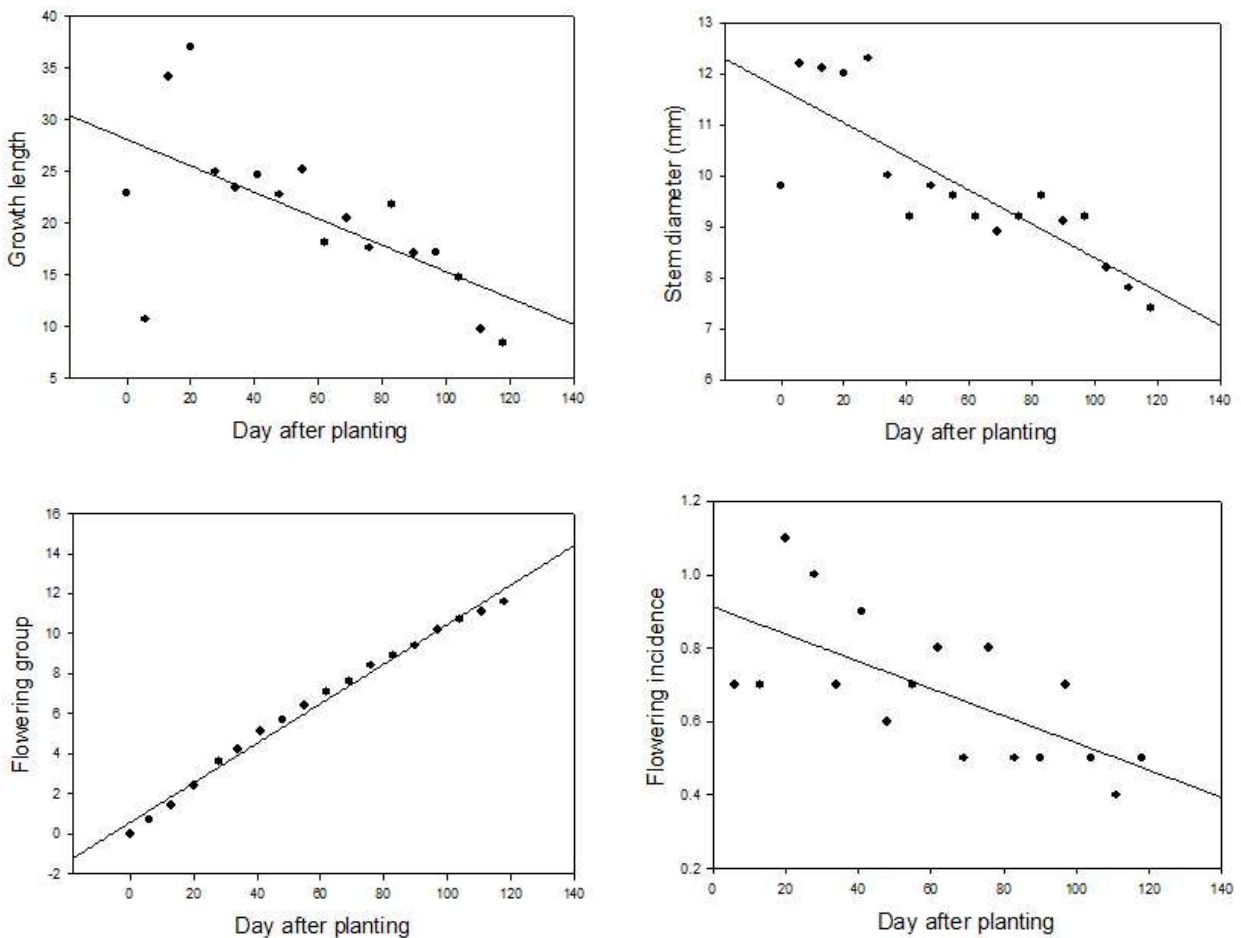 40
35
30
25
20
15
10
5
Growth length
0 20 40 60 80 100 120 140
Day after planting
13
12
11
10
9
8
7
6
Stem diameter (mm)
0 20 40 60 80 100 120 140
Day after planting
16
14
12
10
8
6
4
2
0
-2
Flowering group
0 20 40 60 80 100 120 140
Day after planting
1.2
1.0
0.8
0.6
0.4
0.2
Flowering incidence
0 20 40 60 80 100 120 140
Day after planting